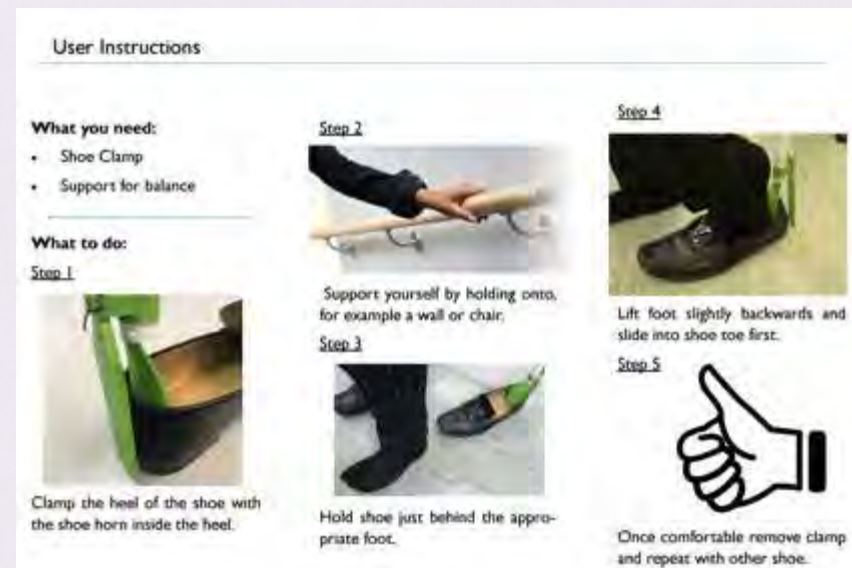 User Instructions
What you need:
• Shoe Clamp
• Support for balance
What to do:
Step 1
Clamp the heel of the shoe with
the shoe horn inside the heel.
Step 2
Support yourself by holding onto,
for example a wall or chair.
Step 3
Hold shoe just behind the appro-
priate foot.
Step 4
Lift foot slightly backwards and
slide into shoe toe first.
Step 5
Once comfortable remove clamp
and repeat with other shoe.